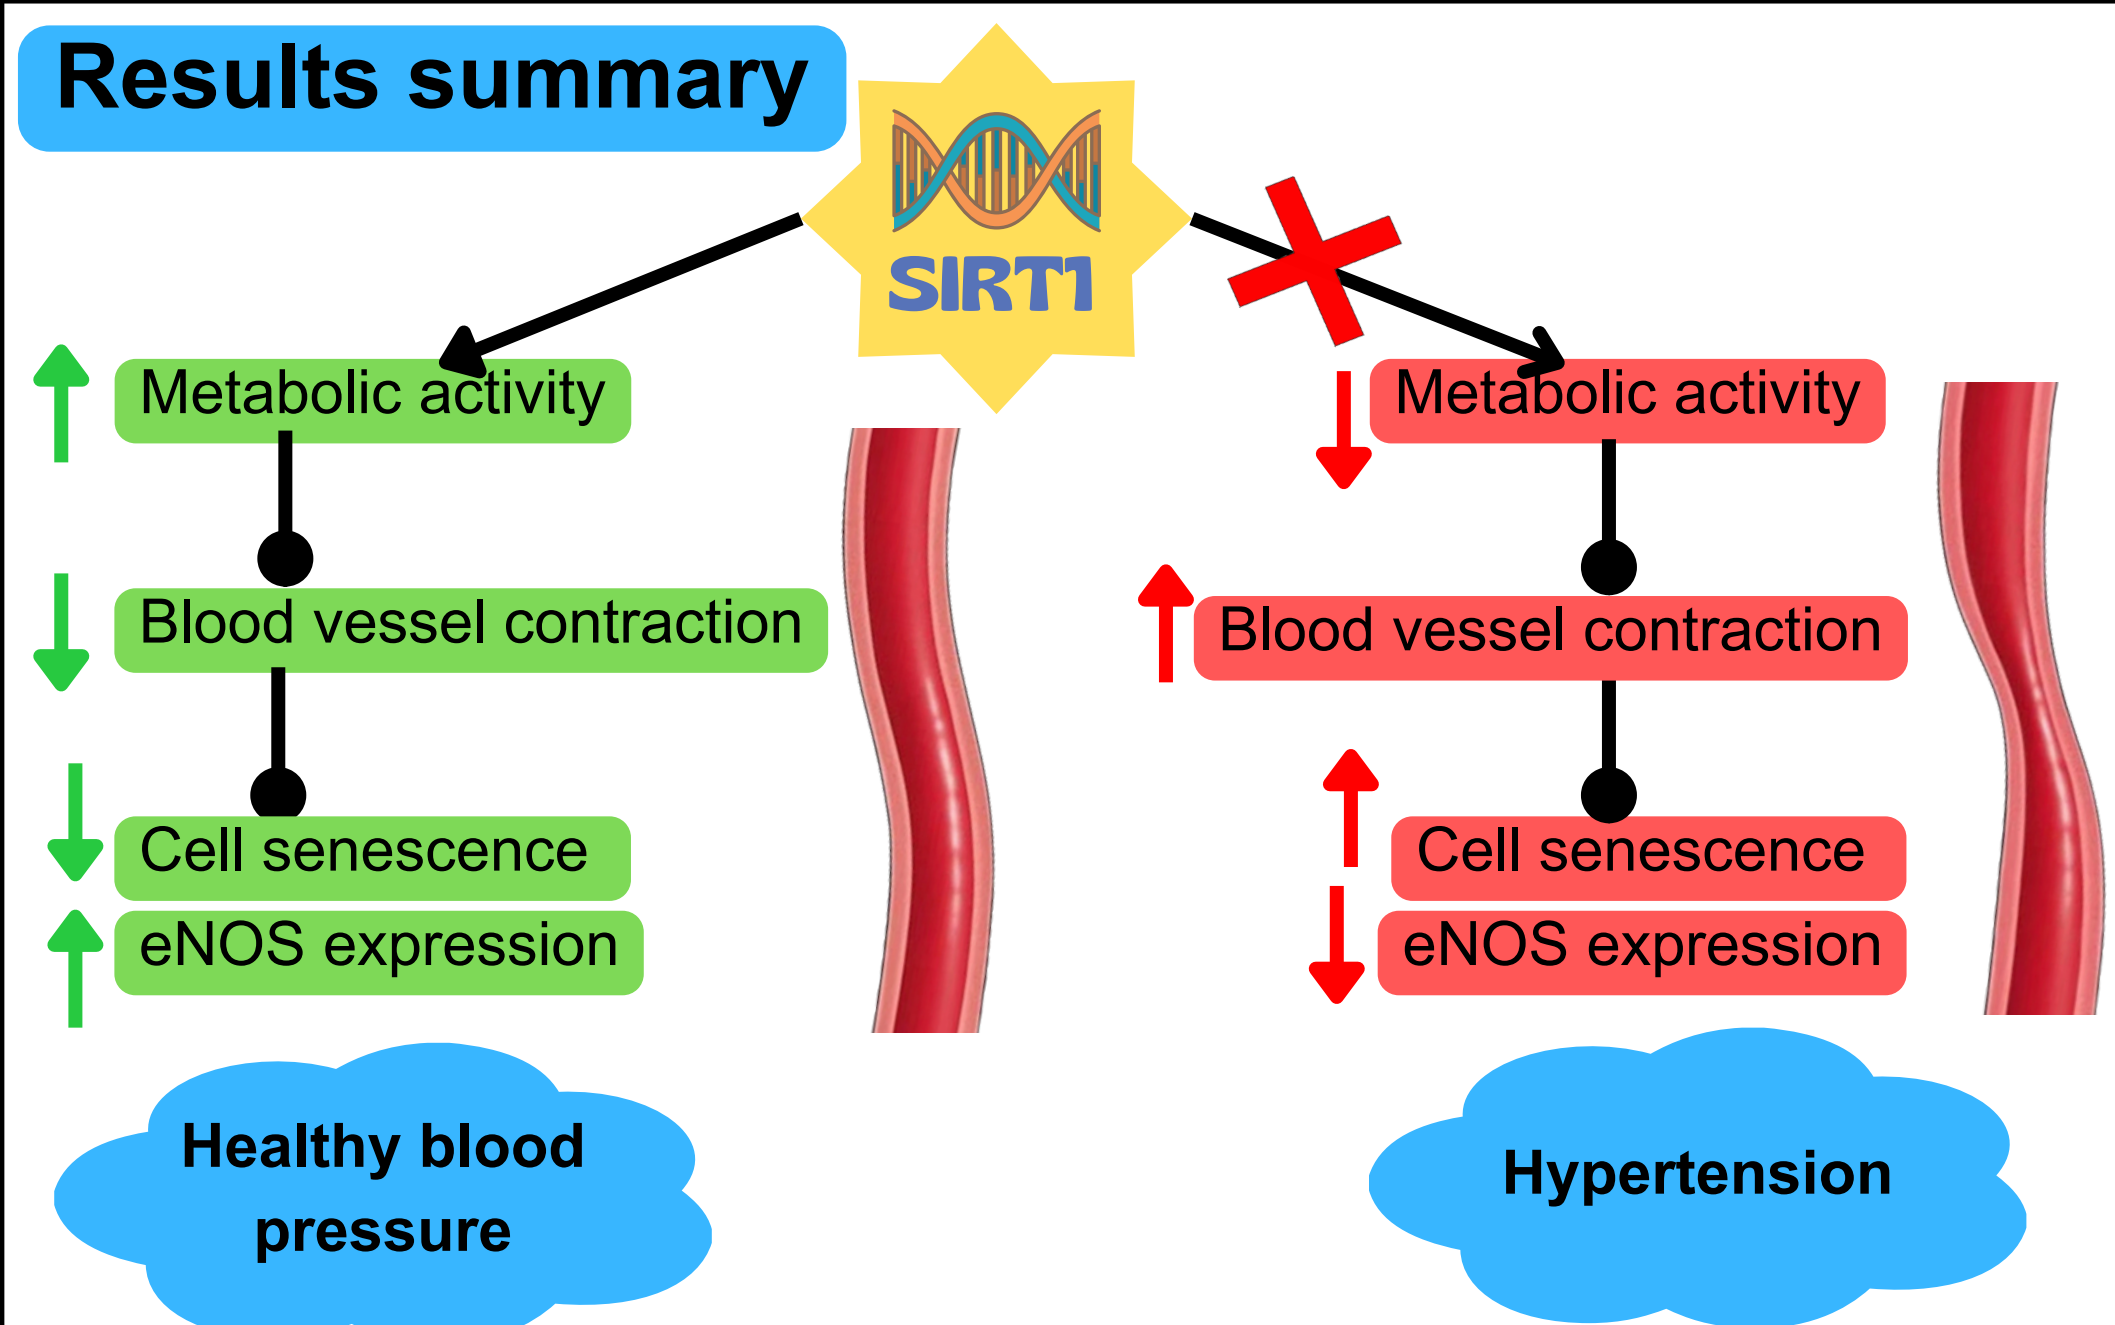 Results summary
SIRT1
Metabolic activity
Blood vessel contraction
Cell senescence
eNOS expression
Healthy blood
pressure
Metabolic activity
Blood vessel contraction
Cell senescence
eNOS expression
Hypertension